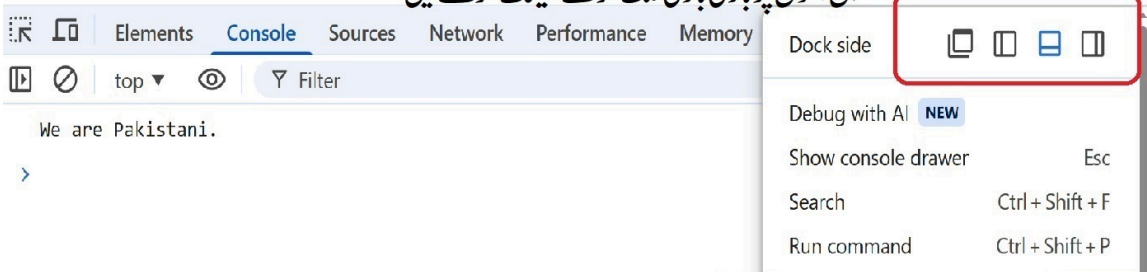 Elements Console Sources Network Performance Memory
Dock side
top ▼ Filter
Debug with AI NEW
We are Pakistani.
Show console drawer Esc
>
Search Ctrl + Shift + F
Run command Ctrl + Shift + P